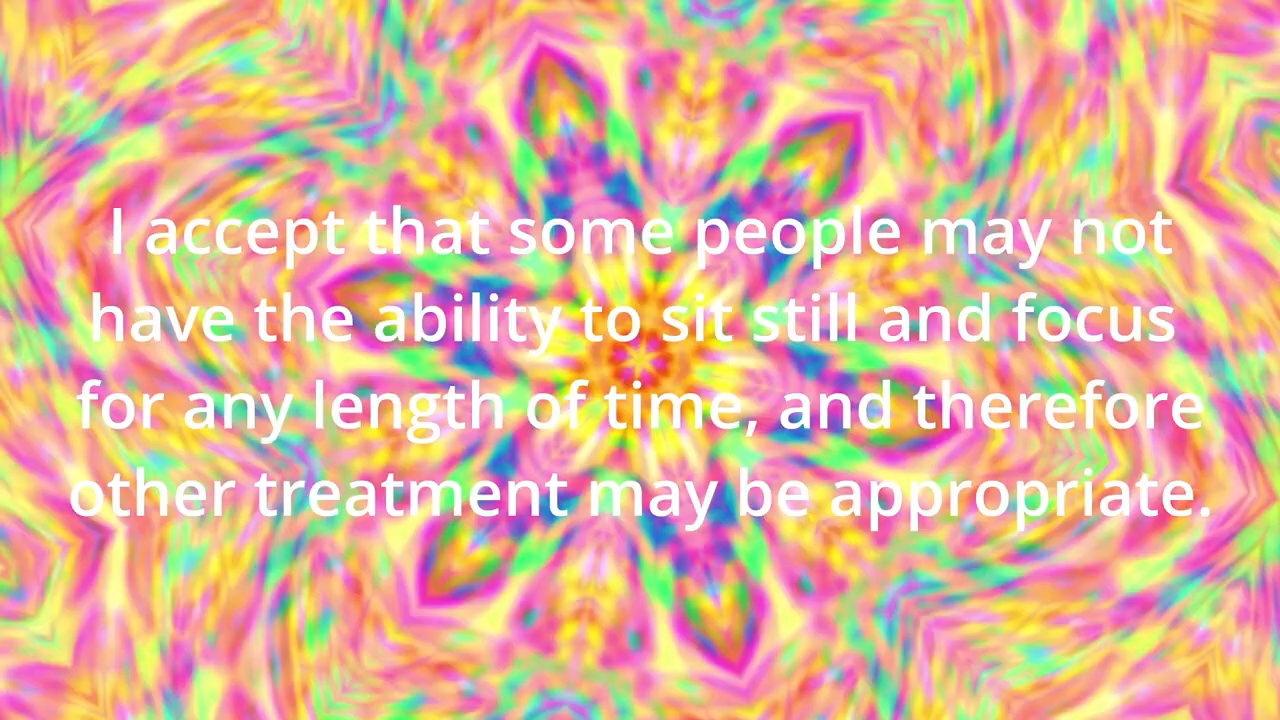 I accept that some people may not
have the ability to sit still and focus
for any length of time, and therefore
other treatment may be appropriate.